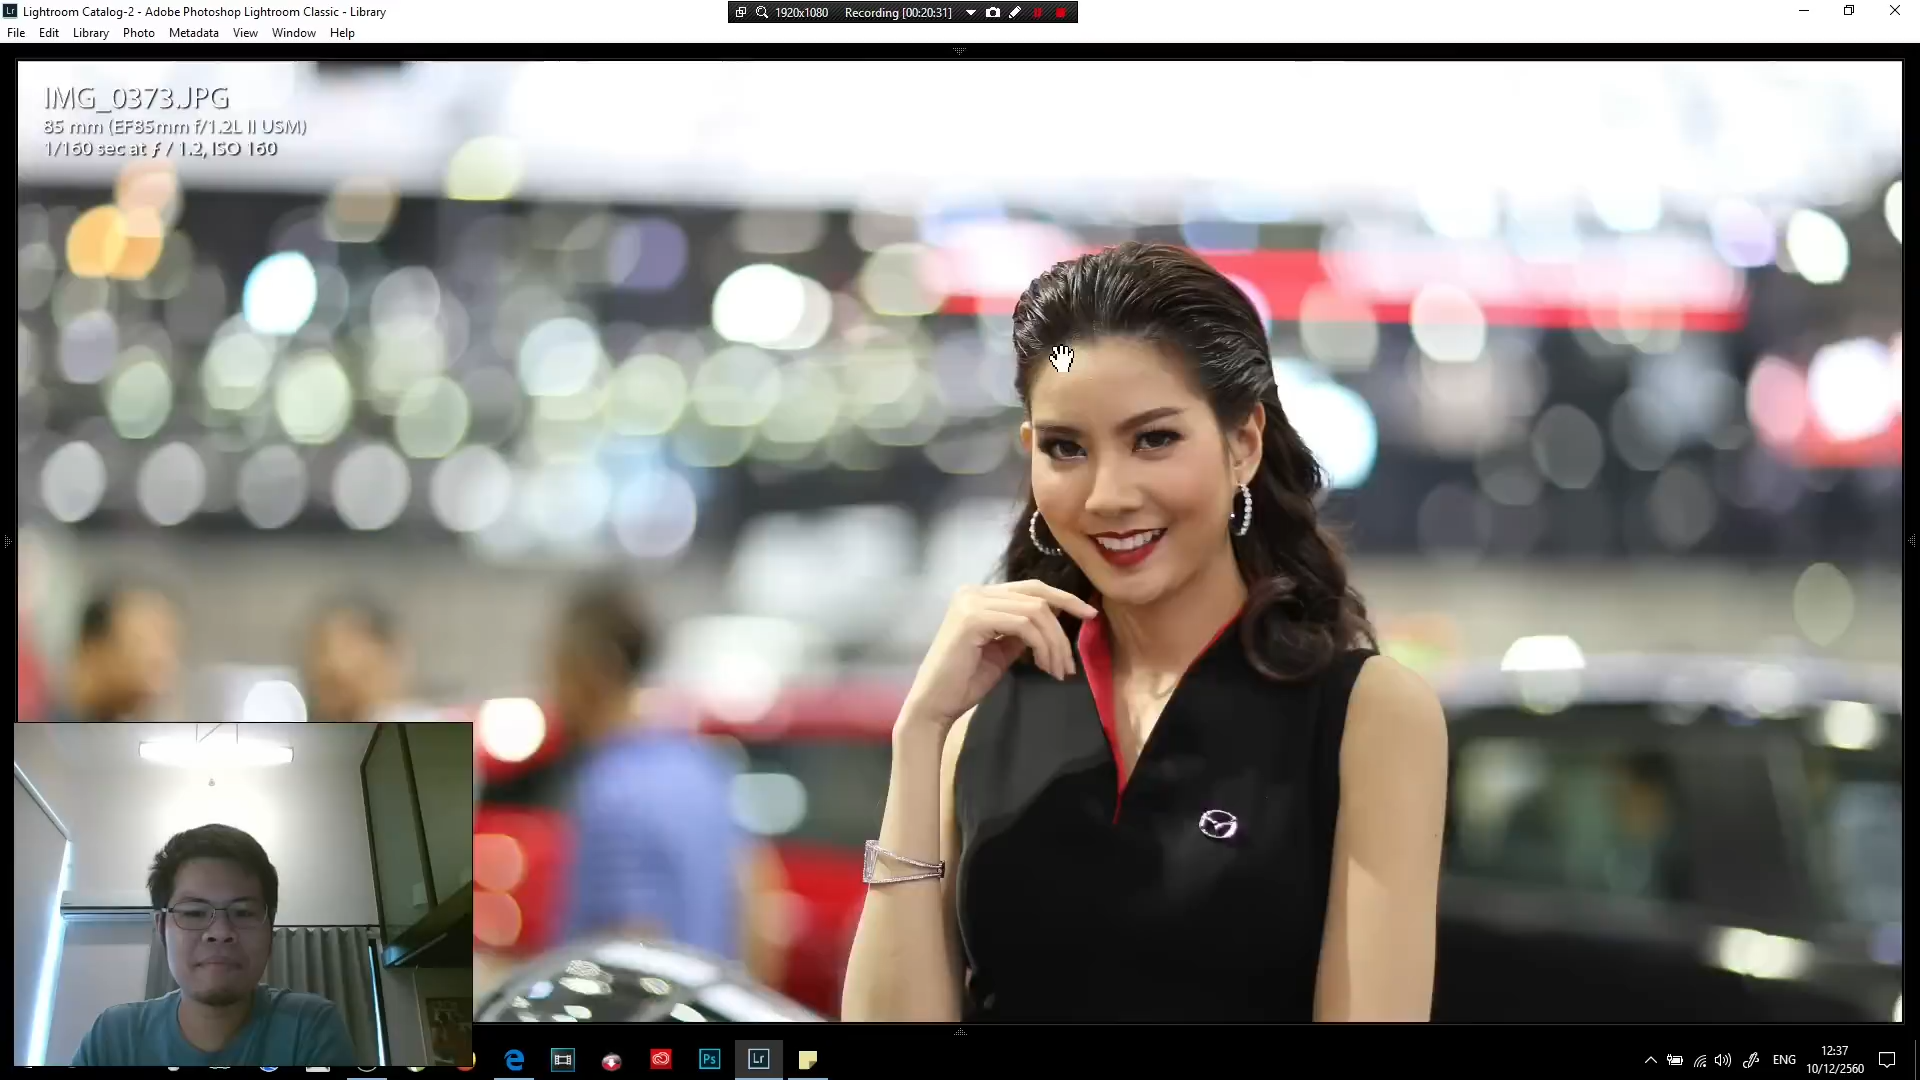 Lightroom Catalog-2 - Adobe Photoshop Lightroom Classic - Library
1920x1080 Recording [00:20:31]
File Edit Library Photo Metadata View Window Help
IMG_0373.JPG
85 mm (EF85mm f/1.2L II USM)
1/160 sec at ƒ / 1.2, ISO 160
Ps Lr
ENG
12:37
10/12/2560